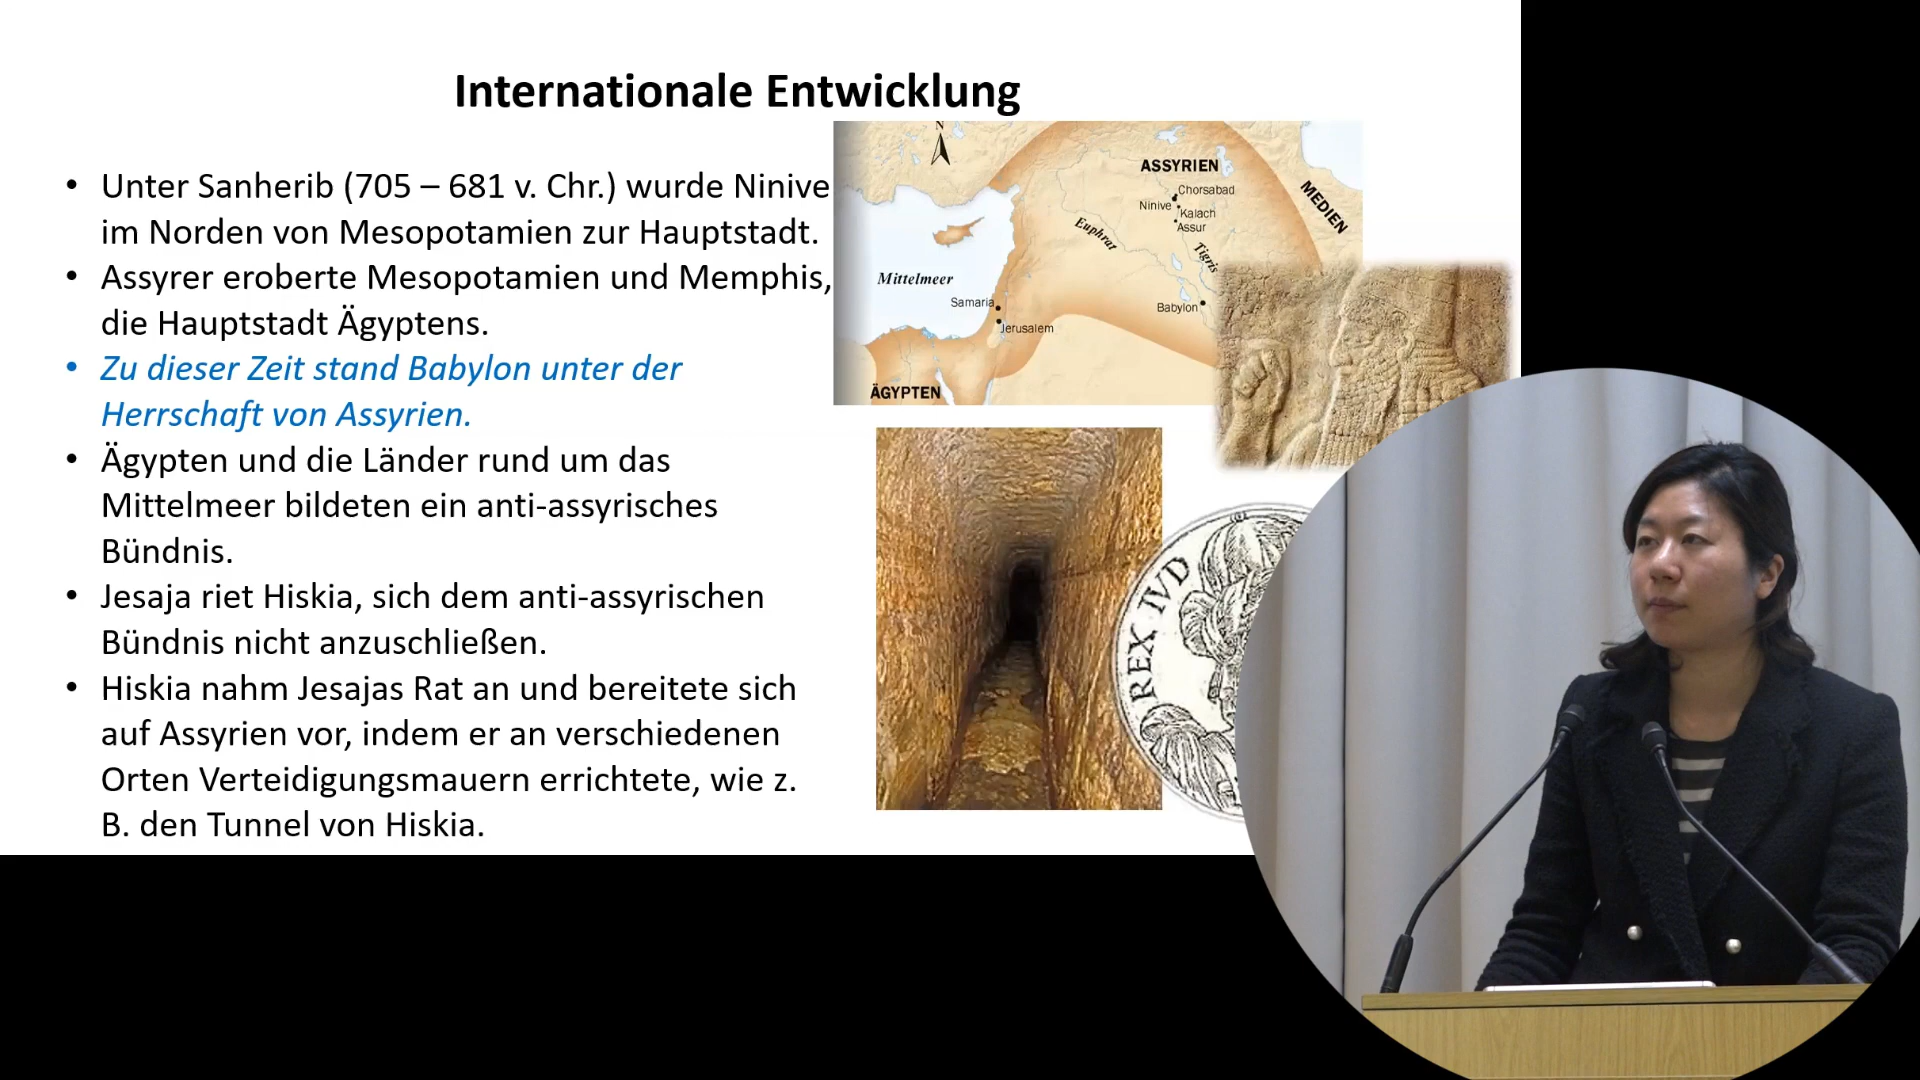 Internationale Entwicklung
• Unter Sanherib (705 – 681 v. Chr.) wurde Ninive
im Norden von Mesopotamien zur Hauptstadt.
• Assyrer eroberte Mesopotamien und Memphis,
die Hauptstadt Ägyptens.
• Zu dieser Zeit stand Babylon unter der
Herrschaft von Assyrien.
• Ägypten und die Länder rund um das
Mittelmeer bildeten ein anti-assyrisches
Bündnis.
• Jesaja riet Hiskia, sich dem anti-assyrischen
Bündnis nicht anzuschließen.
• Hiskia nahm Jesajas Rat an und bereitete sich
auf Assyrien vor, indem er an verschiedenen
Orten Verteidigungsmauern errichtete, wie z.
B. den Tunnel von Hiskia.
N
ASSYRIEN
MEDIEN
Chorsabad
Ninive
Kalach
Assur
Euphrat
Tigris
Mittelmeer
Samaria
Babylon
Jerusalem
ÄGYPTEN
REX IVD